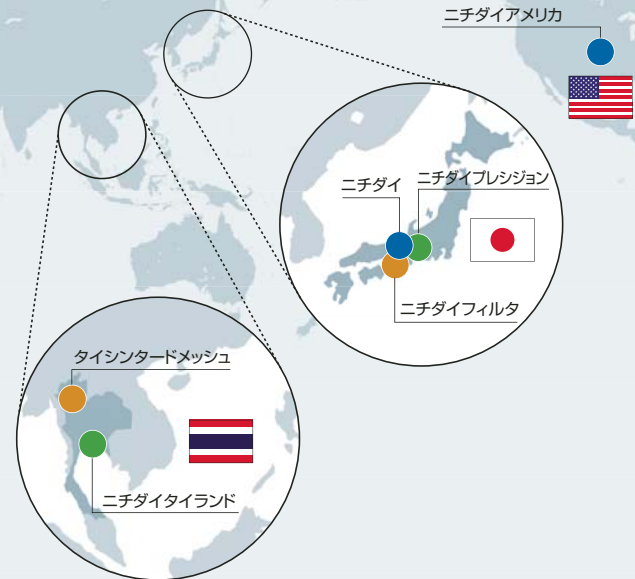 ニチダイアメリカ
ニチダイ
ニチダイプレシジョン
ニチダイフィルタ
タイシンタードメッシュ
ニチダイタイランド